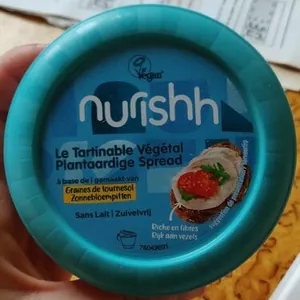 Vegan
nurishh
Le Tartinable Végétal
Plantaardige Spread
à base de | gemaakt van
Graines de tournesol
Zonnebloempitten
Sans Lait | Zuivelvrij
Riche en fibres
Rijk aan vezels